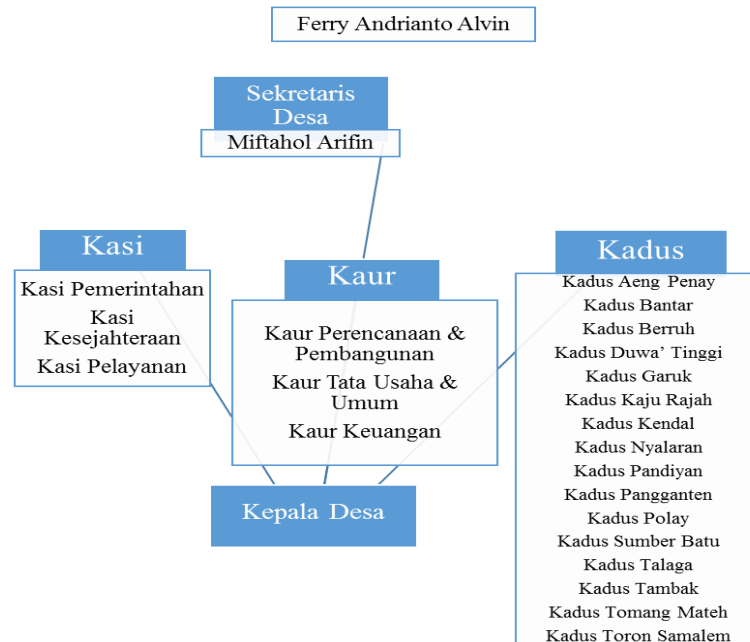 Ferry Andrianto Alvin
Sekretaris
Desa
Miftahol Arifin
Kasi
Kasi Pemerintahan
Kasi
Kesejahteraan
Kasi Pelayanan
Kaur
Kaur Perencanaan &
Pembangunan
Kaur Tata Usaha &
Umum
Kaur Keuangan
Kadus
Kadus Aeng Penay
Kadus Bantar
Kadus Berruh
Kadus Duwa’ Tinggi
Kadus Garuk
Kadus Kaju Rajah
Kadus Kendal
Kadus Nyalaran
Kadus Pandiyan
Kadus Pangganten
Kadus Polay
Kadus Sumber Batu
Kadus Talaga
Kadus Tambak
Kadus Tomang Mateh
Kadus Toron Samalem
Kepala Desa